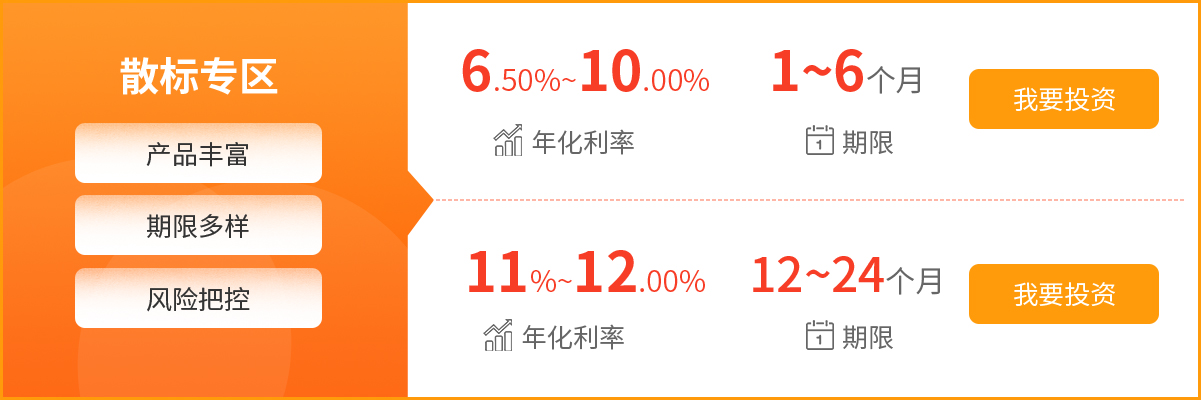 散标专区
产品丰富
期限多样
风险把控
6.50%~10.00%
年化利率
1~6个月
1
期限
我要投资
11%~12.00%
年化利率
12~24个月
1
期限
我要投资